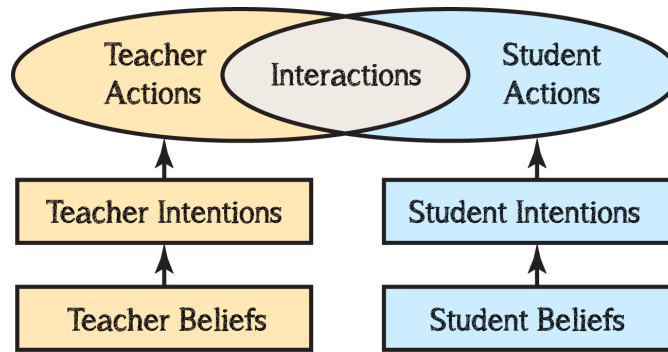 Teacher
Actions
Interactions
Student
Actions
Teacher Intentions
Student Intentions
Teacher Beliefs
Student Beliefs